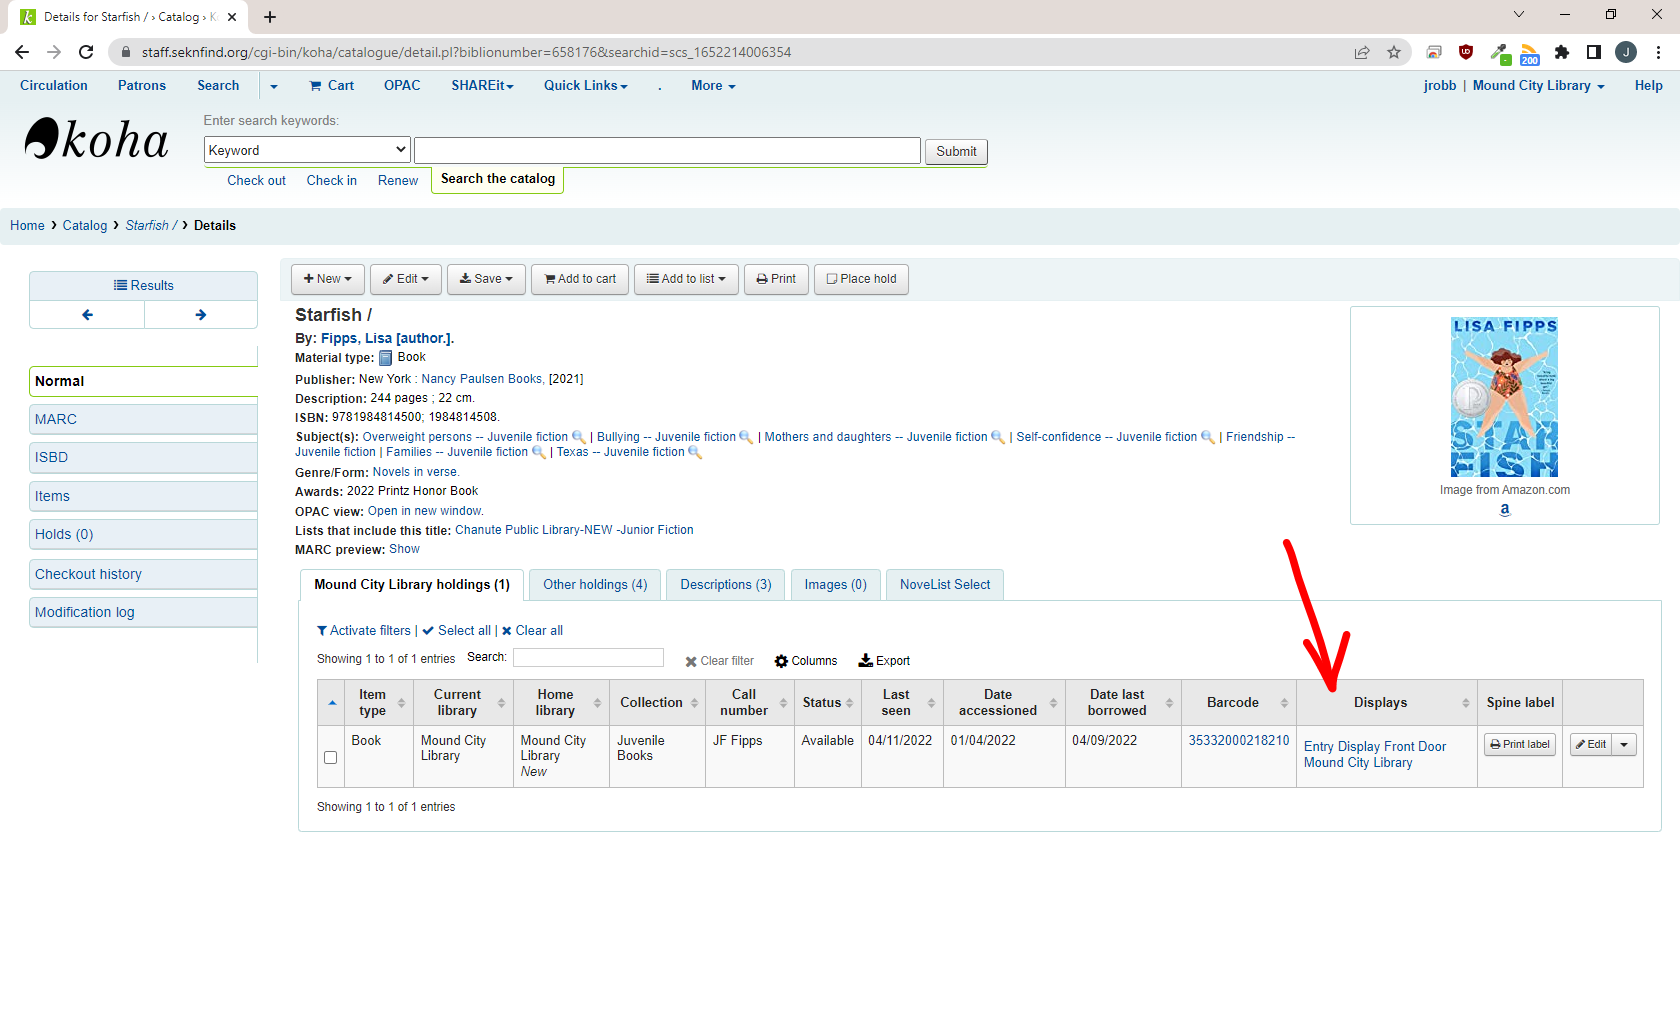 Details for Starfish / › Catalog › K
staff.seknfind.org/cgi-bin/koha/catalogue/detail.pl?biblionumber=658176&searchid=scs_1652214006354
200
J
Circulation Patrons Search Cart OPAC SHAREit Quick Links . More jrobb | Mound City Library Help
koha
Enter search keywords:
Keyword Submit
Check out Check in Renew Search the catalog
Home › Catalog › Starfish / › Details
Results
Normal
MARC
ISBD
Items
Holds (0)
Checkout history
Modification log
New Edit Save Add to cart Add to list Print Place hold
Starfish /
By: Fipps, Lisa [author.].
Material type: Book
Publisher: New York : Nancy Paulsen Books, [2021]
Description: 244 pages ; 22 cm.
ISBN: 9781984814500; 1984814508.
Subject(s): Overweight persons -- Juvenile fiction | Bullying -- Juvenile fiction | Mothers and daughters -- Juvenile fiction | Self-confidence -- Juvenile fiction | Friendship --
Juvenile fiction | Families -- Juvenile fiction | Texas -- Juvenile fiction
Genre/Form: Novels in verse.
Awards: 2022 Printz Honor Book
OPAC view: Open in new window.
Lists that include this title: Chanute Public Library-NEW -Junior Fiction
MARC preview: Show
LISA FIPPS
STAR
FISH
Image from Amazon.com
a
Mound City Library holdings (1) Other holdings (4) Descriptions (3) Images (0) NoveList Select
Activate filters | Select all | Clear all
Showing 1 to 1 of 1 entries Search: Clear filter Columns Export
Item type Current library Home library Collection Call number Status Last seen Date accessioned Date last borrowed Barcode Displays Spine label
Book Mound City Library Mound City Library New Juvenile Books JF Fipps Available 04/11/2022 01/04/2022 04/09/2022 35332000218210 Entry Display Front Door Mound City Library Print label Edit
Showing 1 to 1 of 1 entries